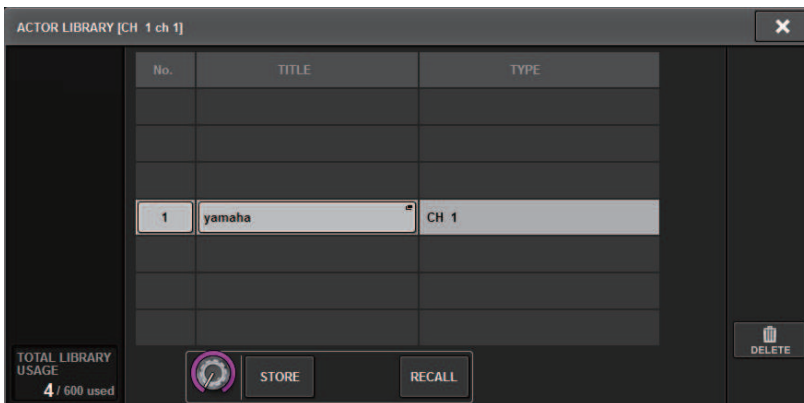 ACTOR LIBRARY [CH 1 ch 1]
No. TITLE TYPE
1 yamaha CH 1
DELETE
TOTAL LIBRARY
USAGE
4 / 600 used
STORE RECALL